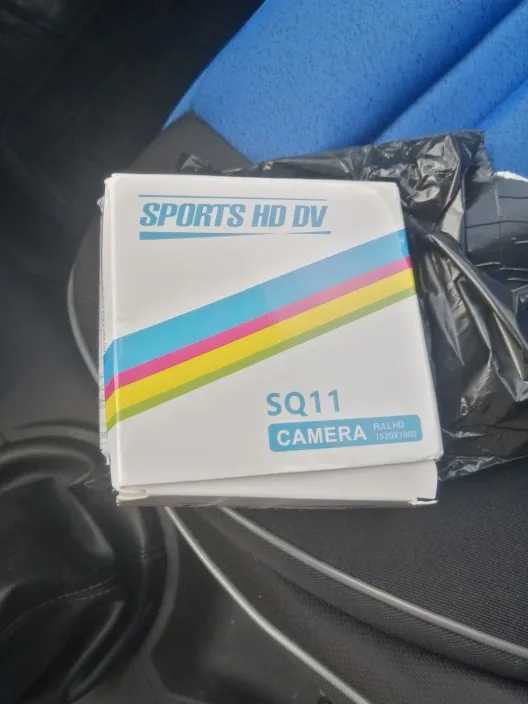 SPORTS HD DV
SQ11
CAMERA
FULL HD
1920X1080